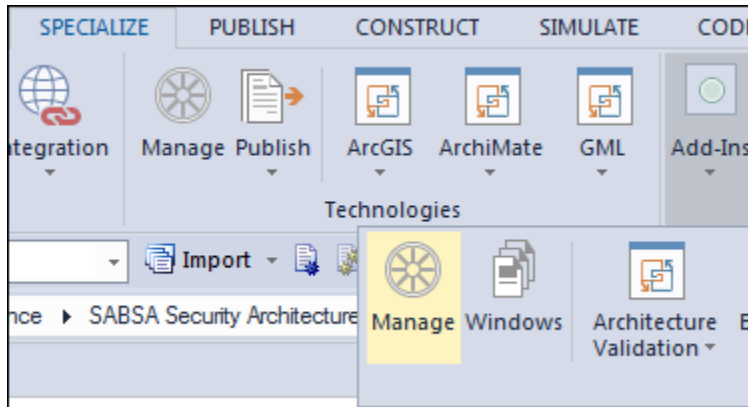 SPECIALIZE PUBLISH CONSTRUCT SIMULATE COD
tegration Manage Publish ArcGIS ArchiMate GML Add-Ins
Technologies
Import
nce SABSA Security Architecture
Manage Windows Architecture
Validation